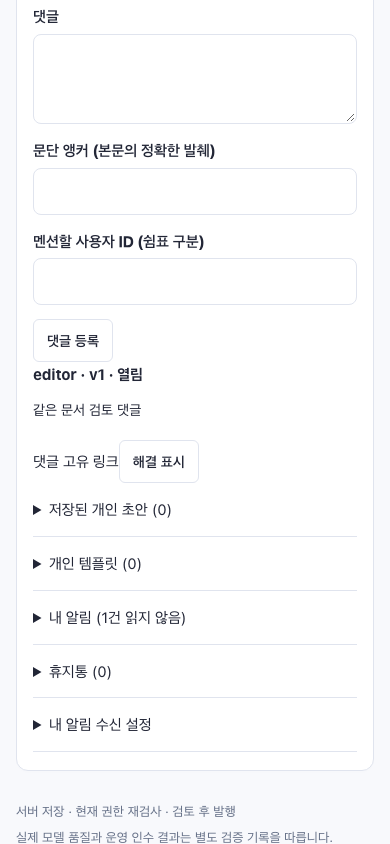 댓글
문단 앵커 (본문의 정확한 발췌)
멘션할 사용자 ID (쉼표 구분)
댓글 등록
editor · v1 · 열림
같은 문서 검토 댓글
댓글 고유 링크 해결 표시
▶ 저장된 개인 초안 (0)
▶ 개인 템플릿 (0)
▶ 내 알림 (1건 읽지 않음)
▶ 휴지통 (0)
▶ 내 알림 수신 설정
서버 저장 · 현재 권한 재검사 · 검토 후 발행
실제 모델 품질과 운영 인수 결과는 별도 검증 기록을 따릅니다.